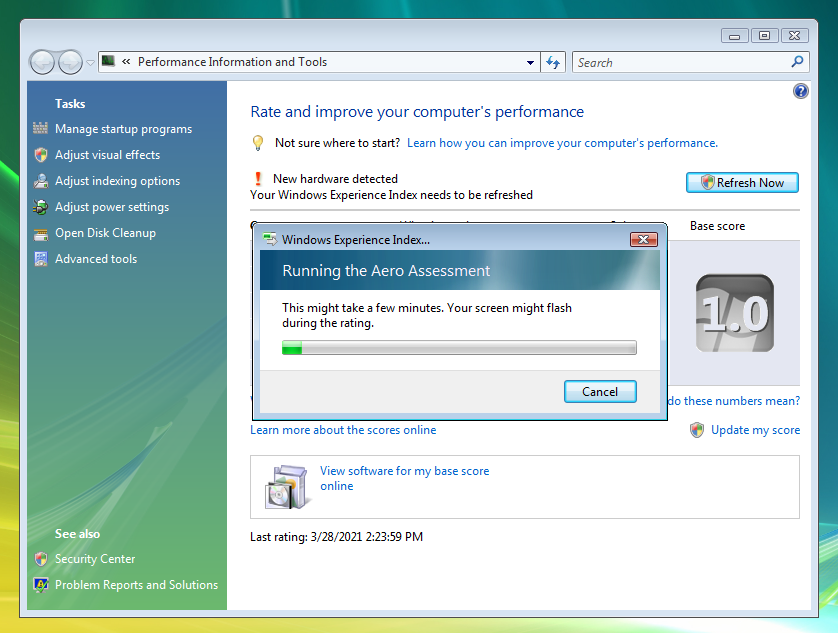 « Performance Information and Tools
Search
Tasks
Manage startup programs
Adjust visual effects
Adjust indexing options
Adjust power settings
Open Disk Cleanup
Advanced tools
See also
Security Center
Problem Reports and Solutions
Rate and improve your computer's performance
Not sure where to start? Learn how you can improve your computer's performance.
New hardware detected
Your Windows Experience Index needs to be refreshed
Refresh Now
Base score
1.0
Windows Experience Index...
Running the Aero Assessment
This might take a few minutes. Your screen might flash
during the rating.
Cancel
do these numbers mean?
Learn more about the scores online
Update my score
View software for my base score
online
Last rating: 3/28/2021 2:23:59 PM